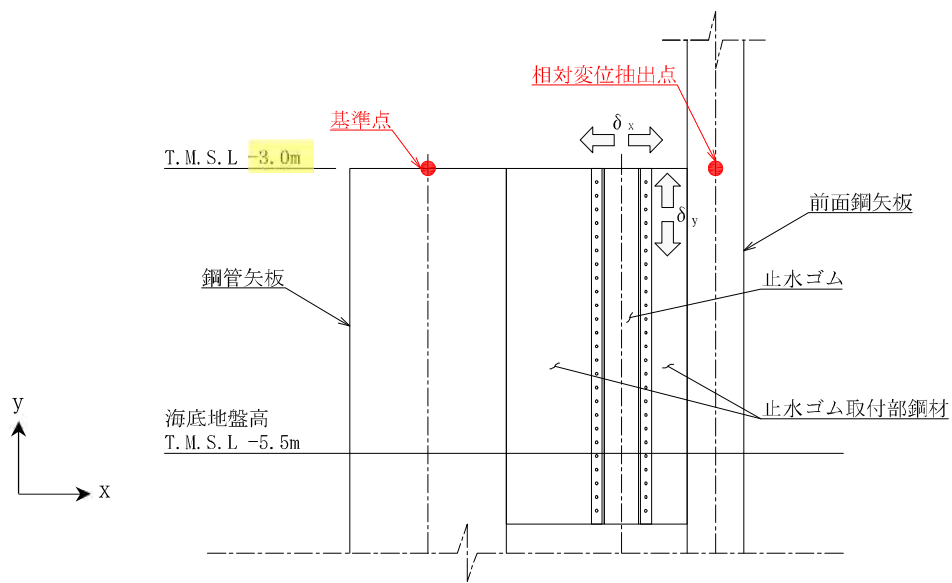 相対変位抽出点
基準点
δx
T.M.S.L -3.0m
δy
前面鋼矢板
鋼管矢板
止水ゴム
止水ゴム取付部鋼材
海底地盤高
T.M.S.L -5.5m
y
x